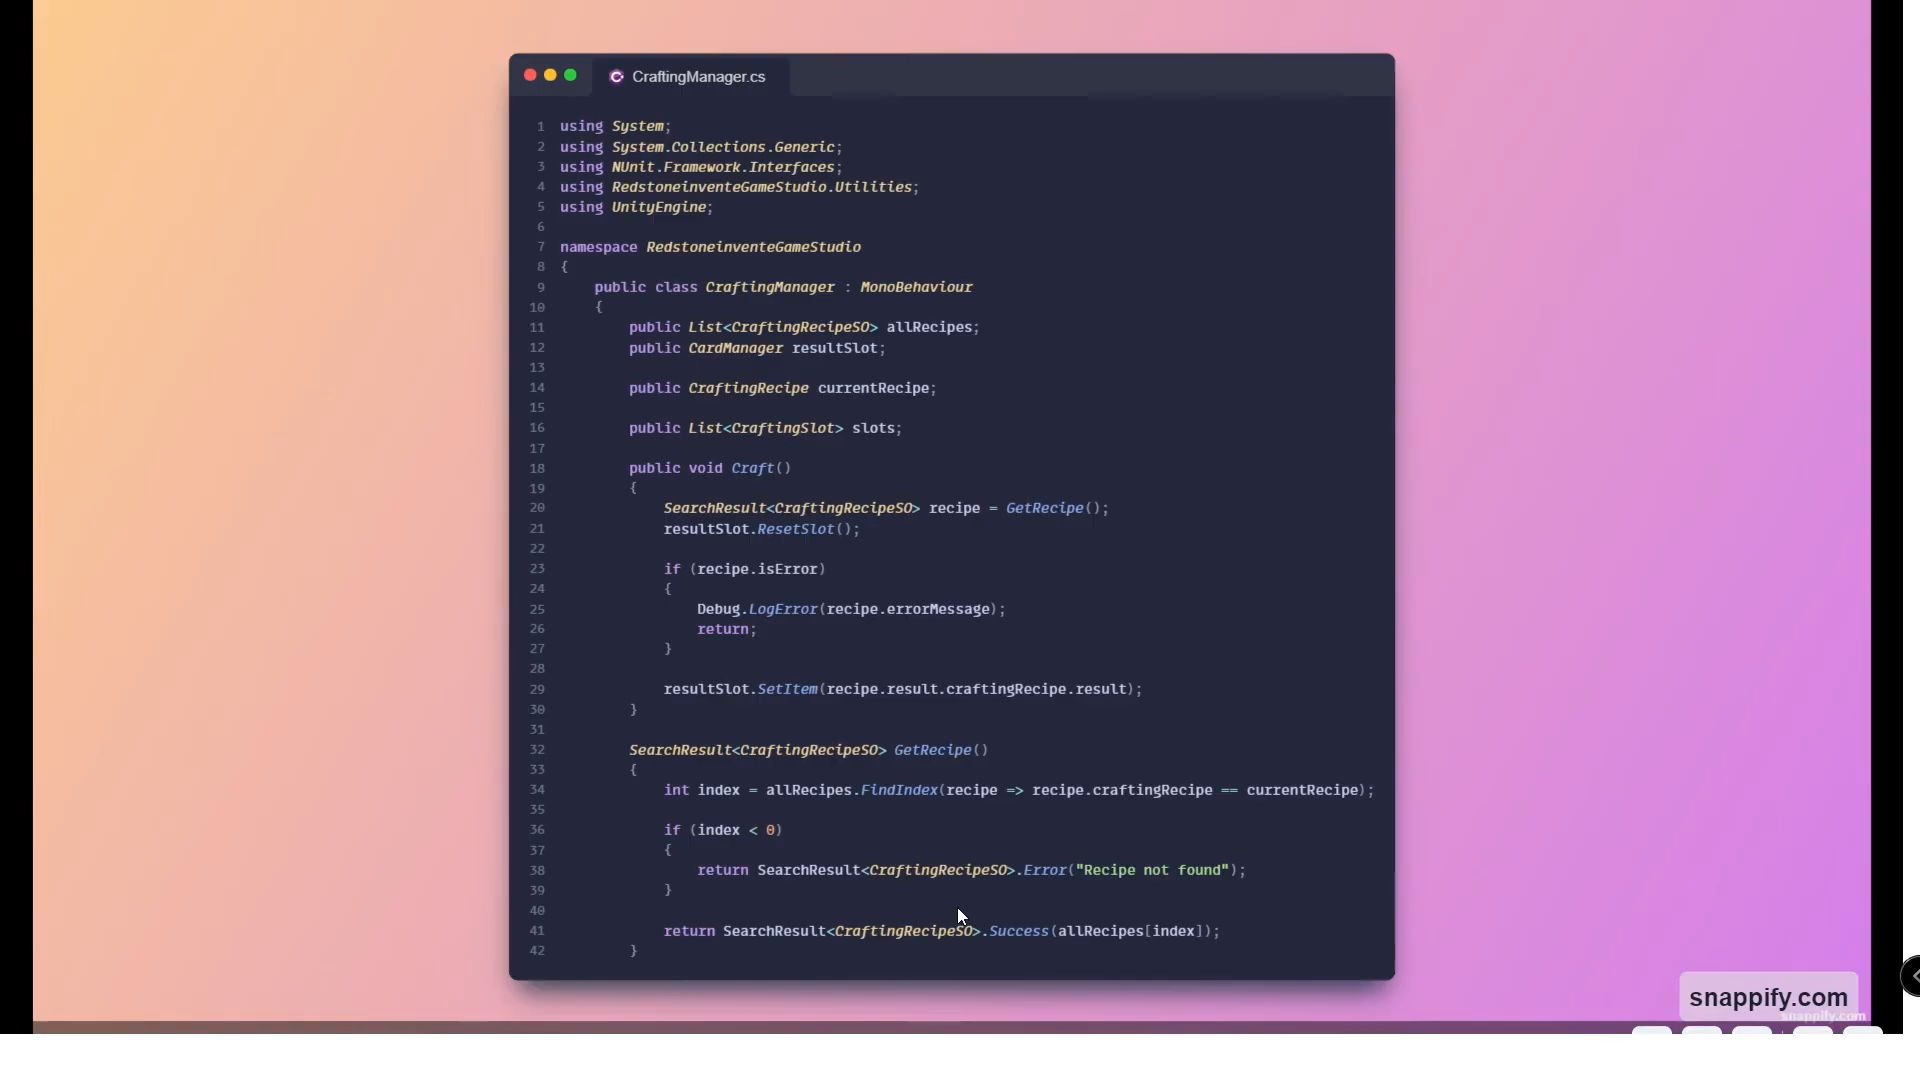 CraftingManager.cs
1 using System;
2 using System.Collections.Generic;
3 using NUnit.Framework.Interfaces;
4 using RedstoneinventeGameStudio.Utilities;
5 using UnityEngine;
6
7 namespace RedstoneinventeGameStudio
8 {
9     public class CraftingManager : MonoBehaviour
10     {
11         public List<CraftingRecipeSO> allRecipes;
12         public CardManager resultSlot;
13
14         public CraftingRecipe currentRecipe;
15
16         public List<CraftingSlot> slots;
17
18         public void Craft()
19         {
20             SearchResult<CraftingRecipeSO> recipe = GetRecipe();
21             resultSlot.ResetSlot();
22
23             if (recipe.isError)
24             {
25                 Debug.LogError(recipe.errorMessage);
26                 return;
27             }
28
29             resultSlot.SetItem(recipe.result.craftingRecipe.result);
30         }
31
32         SearchResult<CraftingRecipeSO> GetRecipe()
33         {
34             int index = allRecipes.FindIndex(recipe => recipe.craftingRecipe == currentRecipe);
35
36             if (index < 0)
37             {
38                 return SearchResult<CraftingRecipeSO>.Error("Recipe not found");
39             }
40
41             return SearchResult<CraftingRecipeSO>.Success(allRecipes[index]);
42         }
snappify.com
snappify.com